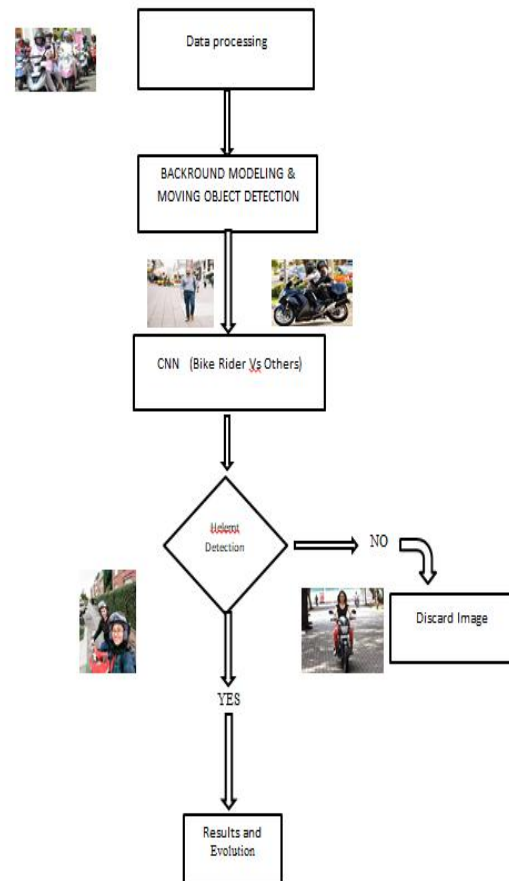 Data processing
BACKROUND MODELING &
MOVING OBJECT DETECTION
CNN (Bike Rider Vs Others)
Helemt
Detection
NO
Discard Image
YES
Results and
Evolution